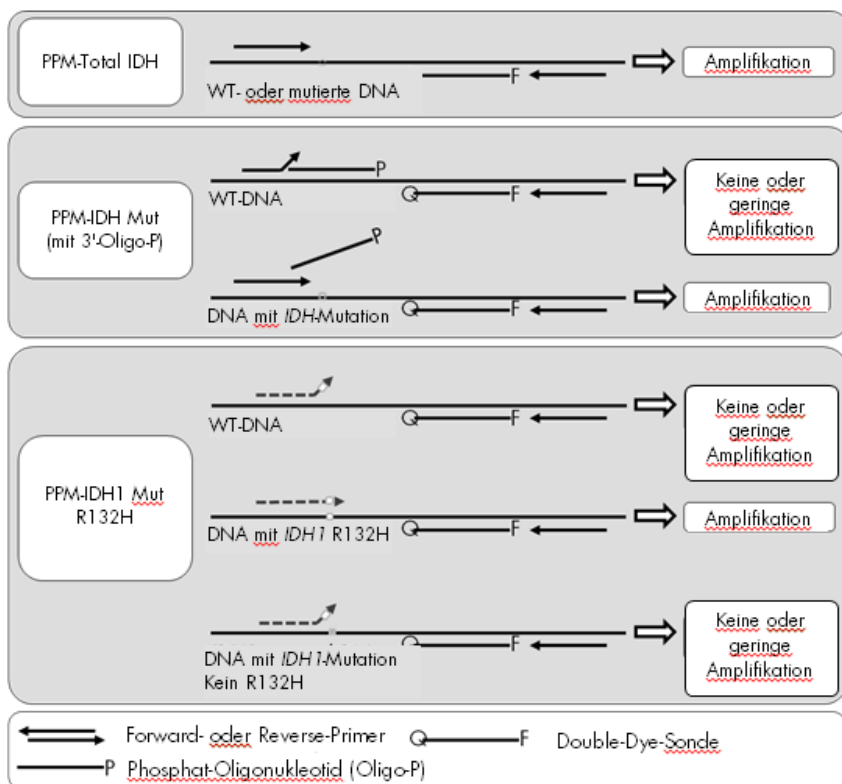 PPM-Total IDH
WT- oder mutierte DNA
F
Amplifikation
PPM-IDH Mut
(mit 3'-Oligo-P)
P
WT-DNA
Q
F
Keine oder
geringe
Amplifikation
P
DNA mit IDH-Mutation
Q
F
Amplifikation
PPM-IDH1 Mut
R132H
WT-DNA
Q
F
Keine oder
geringe
Amplifikation
DNA mit IDH1 R132H
Q
F
Amplifikation
DNA mit IDH1-Mutation
Kein R132H
Q
F
Keine oder
geringe
Amplifikation
Forward- oder Reverse-Primer
Q F Double-Dye-Sonde
P Phosphat-Oligonukleotid (Oligo-P)